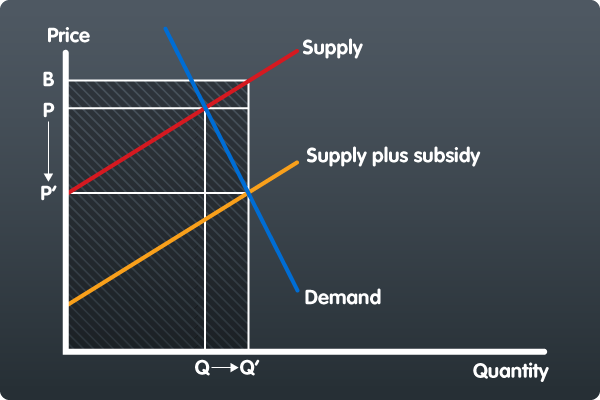 Price
Supply
B
P
Supply plus subsidy
P′
Demand
Q Q′
Quantity